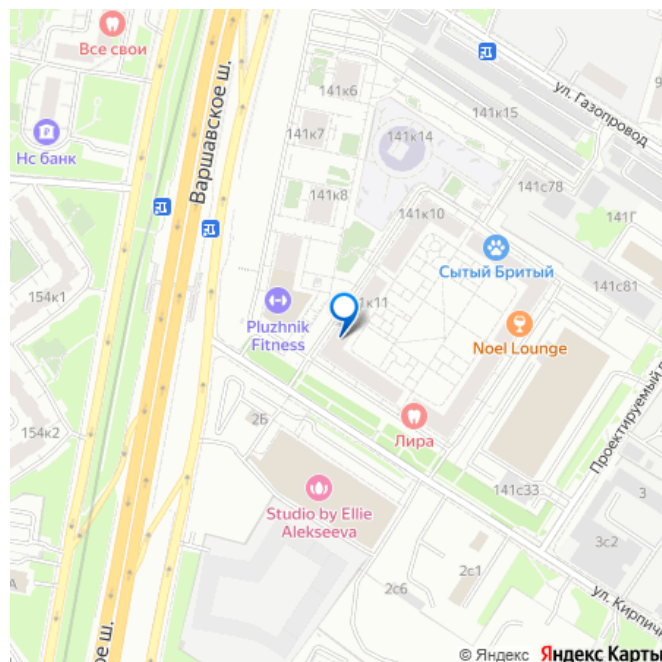 Все свои
Нс банк
Варшавское ш.
ул. Газопровод
141к6
141к15
141к7
141к14
141к8
141с78
141к10
141Г
Сытый Бритый
141с81
154к1
Pluzhnik
Fitness
Noel Lounge
Лира
2Б
154к2
Проектируемый
Studio by Ellie
Alekseeva
141с33
3
3с2
2с1
2с6
ул. Кирпичн
ое ш.
© Яндекс Яндекс Карты